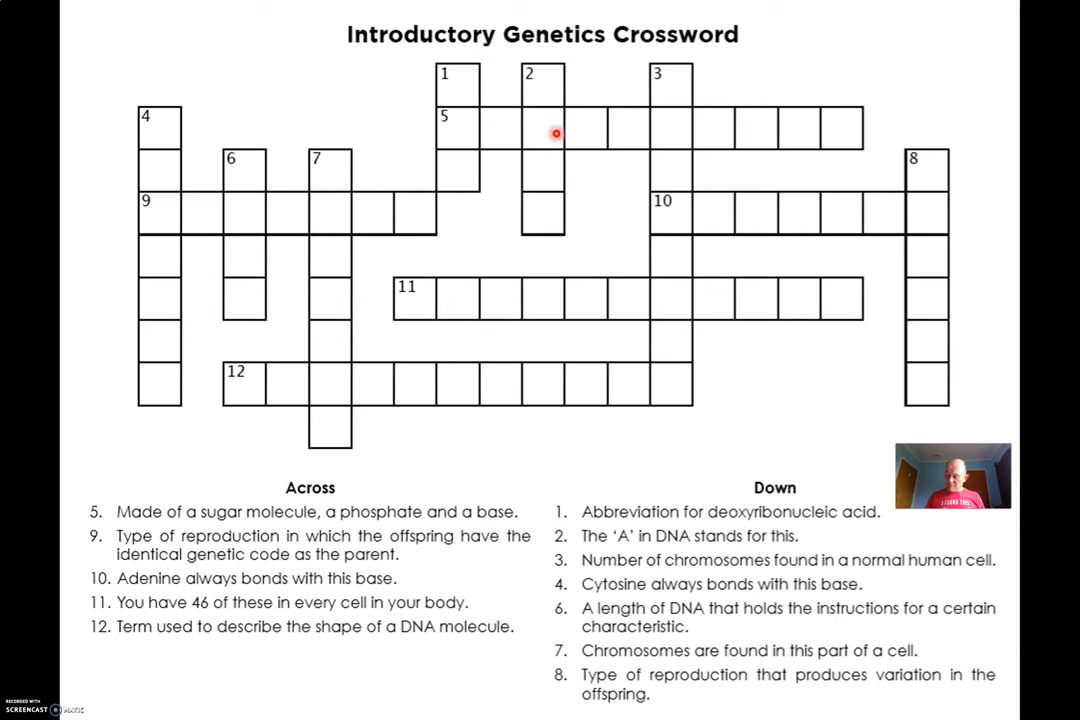 Introductory Genetics Crossword
1 2 3
4 5
6 7 8
9 10
11
12
Across
5. Made of a sugar molecule, a phosphate and a base.
9. Type of reproduction in which the offspring have the
identical genetic code as the parent.
10. Adenine always bonds with this base.
11. You have 46 of these in every cell in your body.
12. Term used to describe the shape of a DNA molecule.
Down
1. Abbreviation for deoxyribonucleic acid.
2. The ‘A’ in DNA stands for this.
3. Number of chromosomes found in a normal human cell.
4. Cytosine always bonds with this base.
6. A length of DNA that holds the instructions for a certain
characteristic.
7. Chromosomes are found in this part of a cell.
8. Type of reproduction that produces variation in the
offspring.
RECORDED WITH
SCREENCAST MATIC